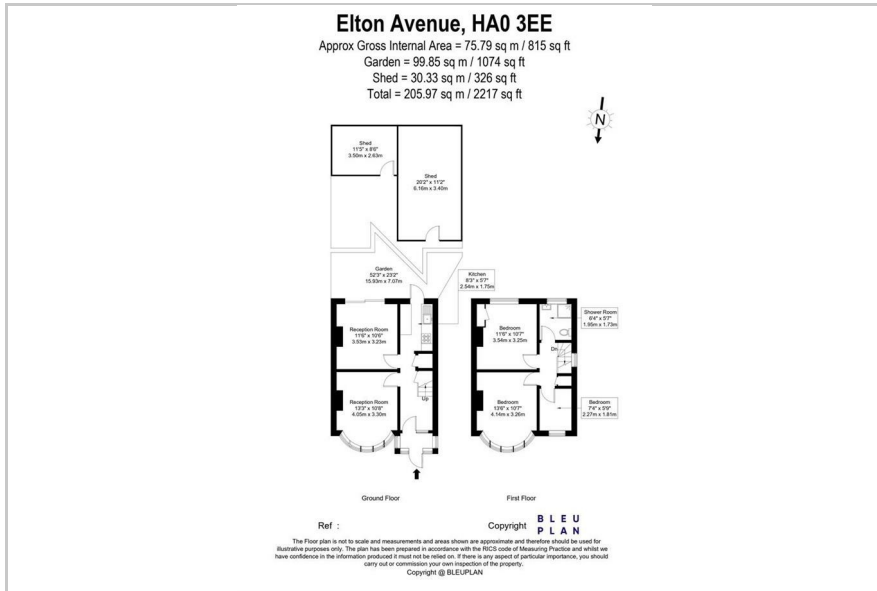 Elton Avenue, HA0 3EE
Approx Gross Internal Area = 75.79 sq m / 815 sq ft
Garden = 99.85 sq m / 1074 sq ft
Shed = 30.33 sq m / 326 sq ft
Total = 205.97 sq m / 2217 sq ft
N
Shed
11'5" x 8'6"
3.50m x 2.63m
Shed
20'2" x 11'2"
6.16m x 3.40m
Garden
52'3" x 23'2"
15.93m x 7.07m
Kitchen
8'3" x 5'7"
2.54m x 1.75m
Reception Room
11'6" x 10'6"
3.53m x 3.23m
Reception Room
13'3" x 10'8"
4.05m x 3.30m
Up
Bedroom
11'6" x 10'7"
3.54m x 3.25m
Shower Room
6'4" x 5'7"
1.95m x 1.73m
Dn
Bedroom
13'6" x 10'7"
4.14m x 3.26m
Bedroom
7'4" x 5'9"
2.27m x 1.81m
Ground Floor
First Floor
Ref :
Copyright
BLEU
PLAN
The Floor plan is not to scale and measurements and areas shown are approximate and therefore should be used for
illustrative purposes only. The plan has been prepared in accordance with the RICS code of Measuring Practice and whilst we
have confidence in the information produced it must not be relied on. If there is any aspect of particular importance, you should
carry out or commission your own inspection of the property.
Copyright @ BLEUPLAN